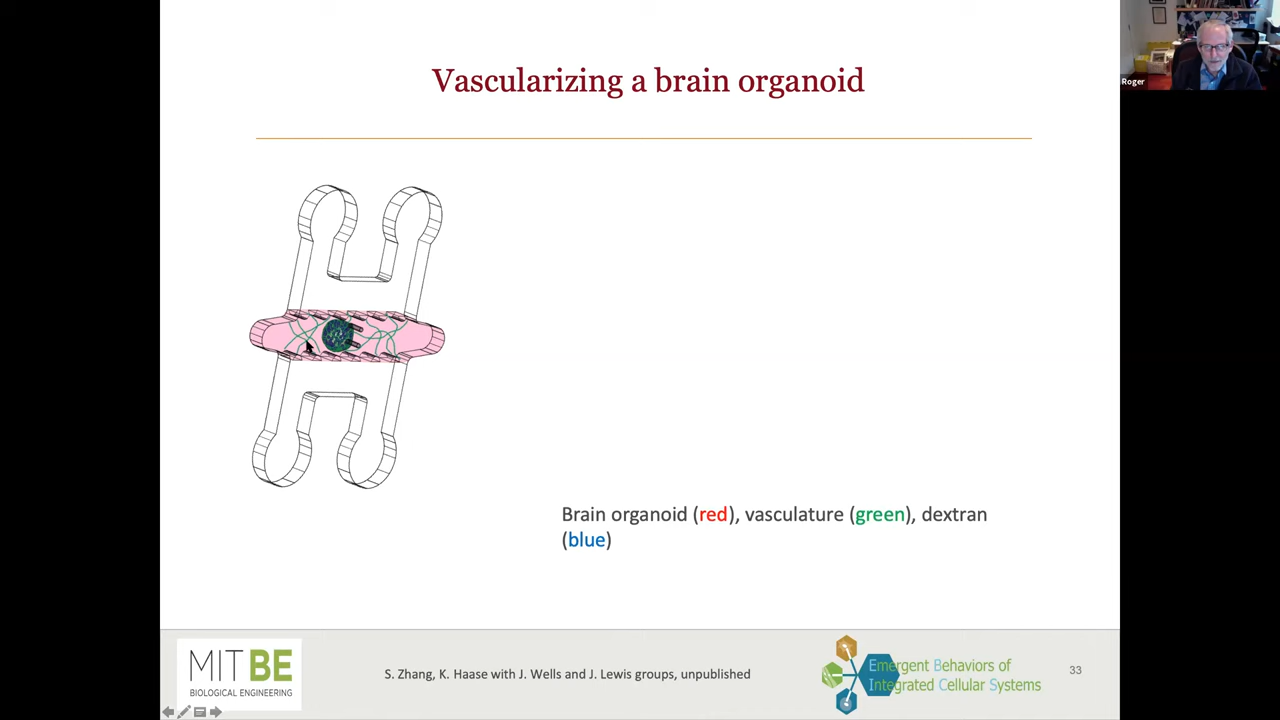 Vascularizing a brain organoid
Roger
Brain organoid (red), vasculature (green), dextran
(blue)
MIT BE
BIOLOGICAL ENGINEERING
S. Zhang, K. Haase with J. Wells and J. Lewis groups, unpublished
Emergent Behaviors of
Integrated Cellular Systems
33